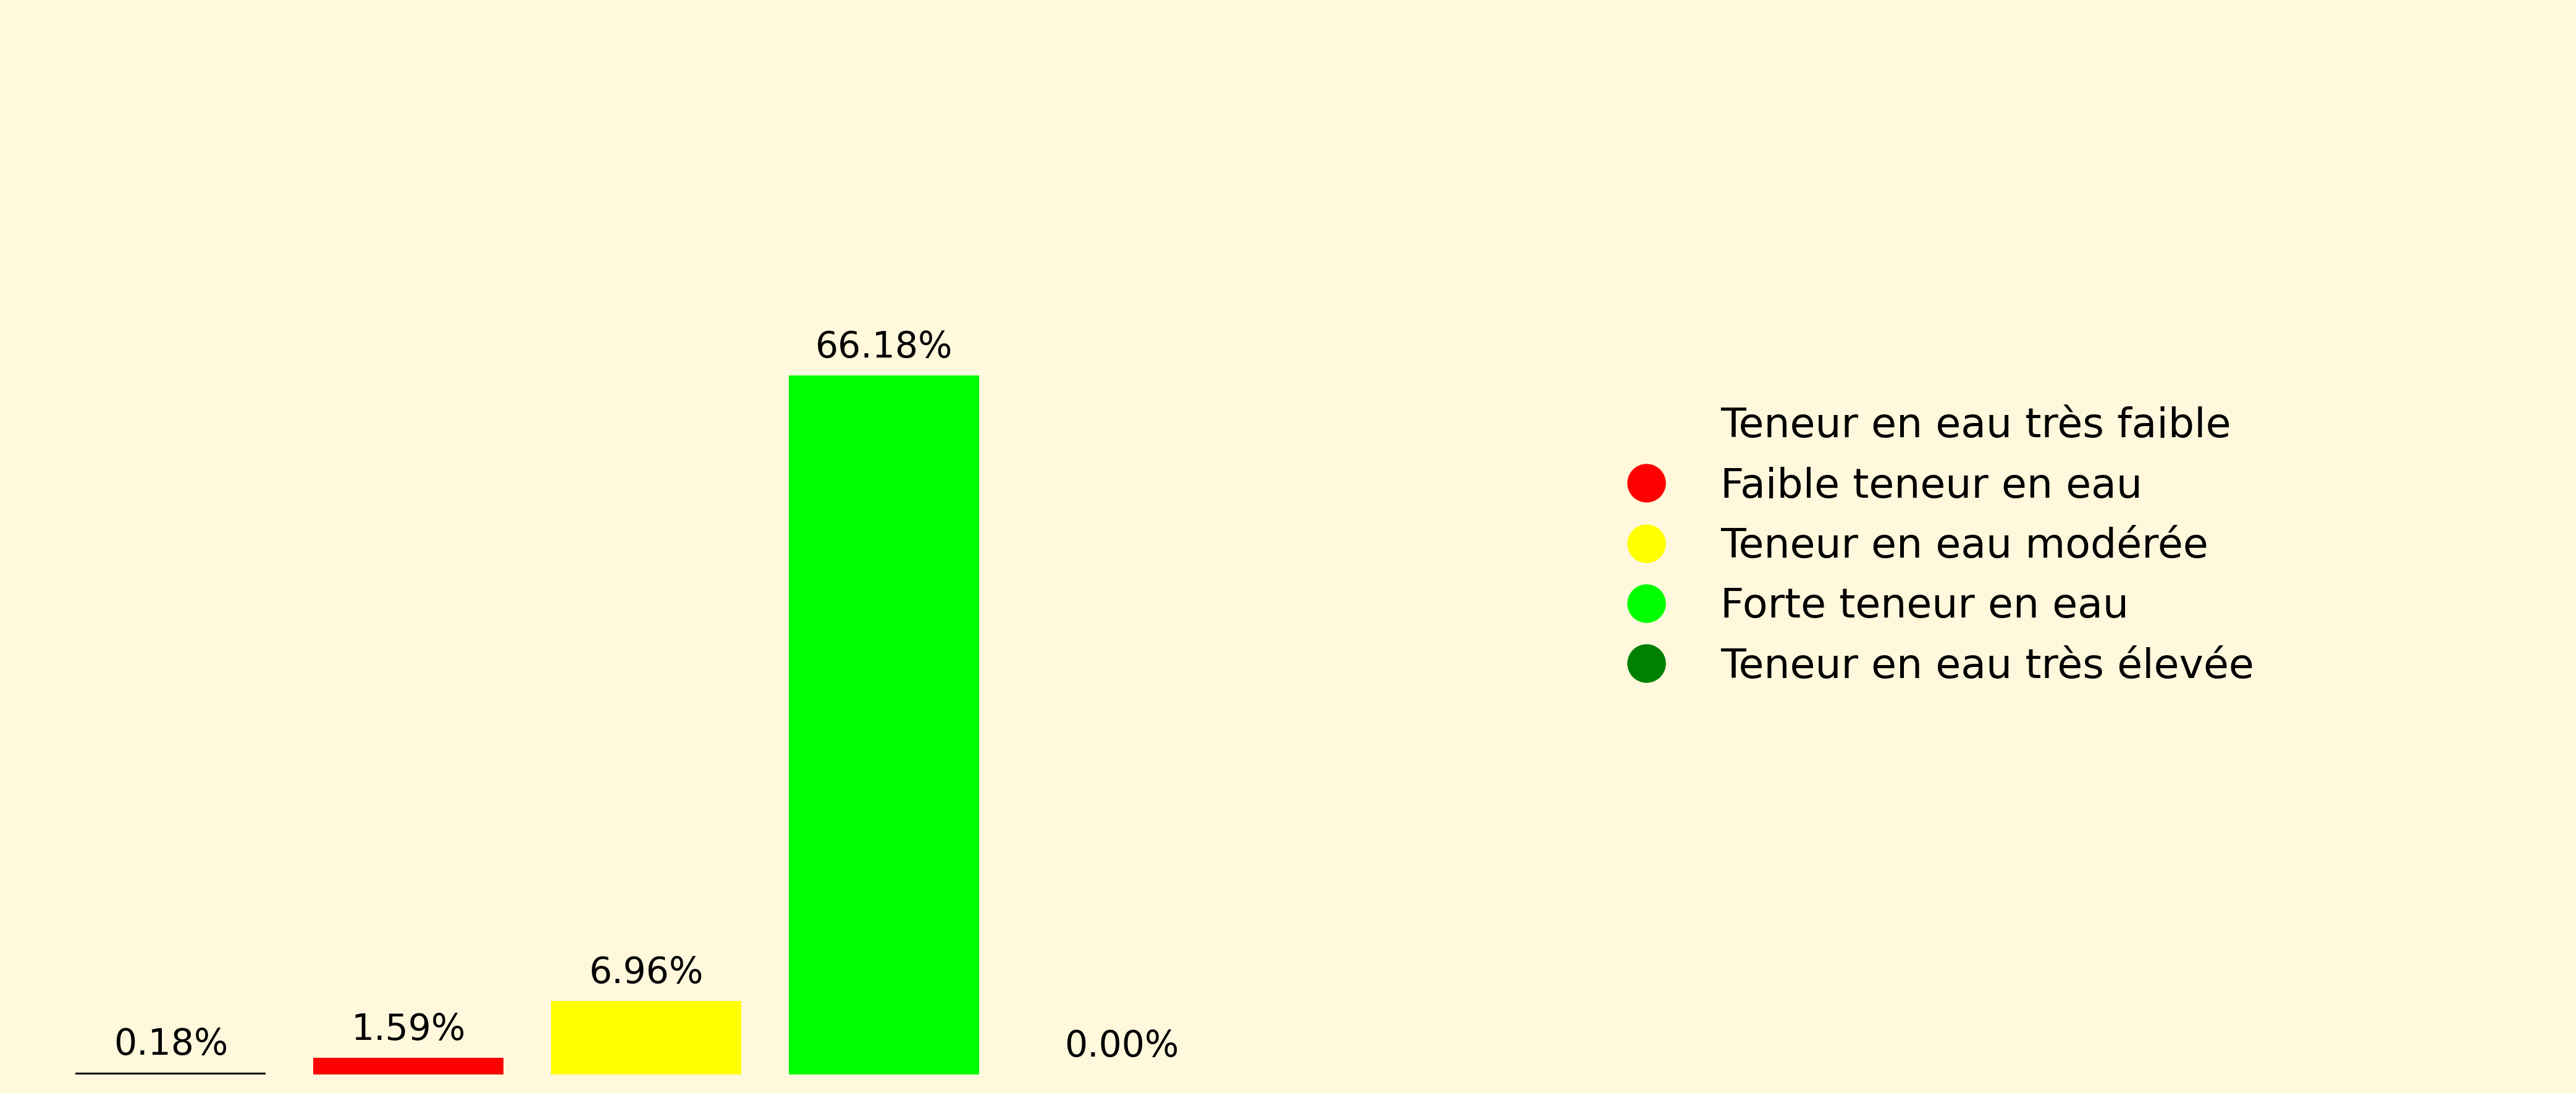 66.18%
6.96%
1.59%
0.18%
0.00%
Teneur en eau très faible
Faible teneur en eau
Teneur en eau modérée
Forte teneur en eau
Teneur en eau très élevée